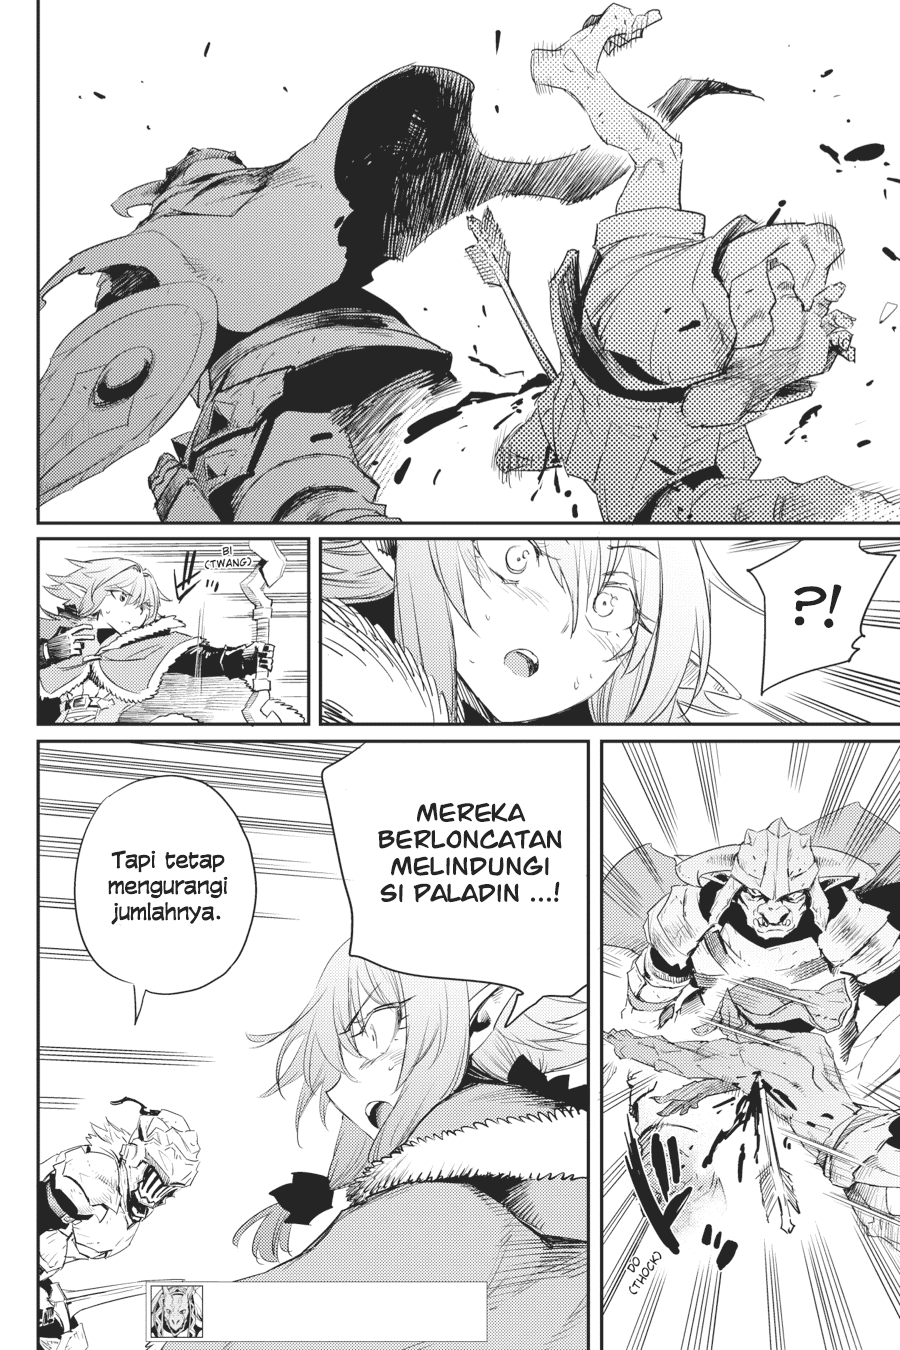 ?!
BI
(TWANG)
DO
(THOCK)
MEREKA
BERLONCATAN
MELINDUNGI
SI PALADIN ...!
Tapi tetap
mengurangi
jumlahnya.